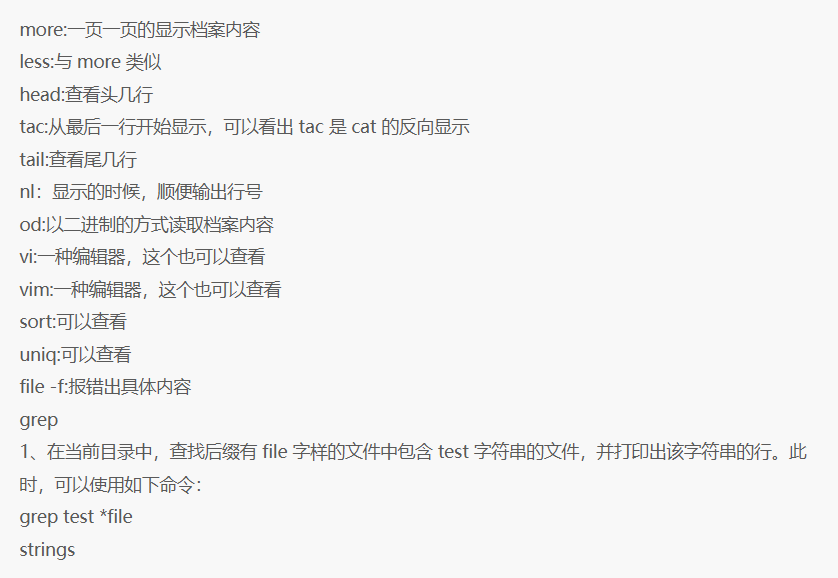 more:一页一页的显示档案内容
less:与 more 类似
head:查看头几行
tac:从最后一行开始显示，可以看出 tac 是 cat 的反向显示
tail:查看尾几行
nl：显示的时候，顺便输出行号
od:以二进制的方式读取档案内容
vi:一种编辑器，这个也可以查看
vim:一种编辑器，这个也可以查看
sort:可以查看
uniq:可以查看
file -f:报错出具体内容
grep
1、在当前目录中，查找后缀有 file 字样的文件中包含 test 字符串的文件，并打印出该字符串的行。此
时，可以使用如下命令：
grep test *file
strings